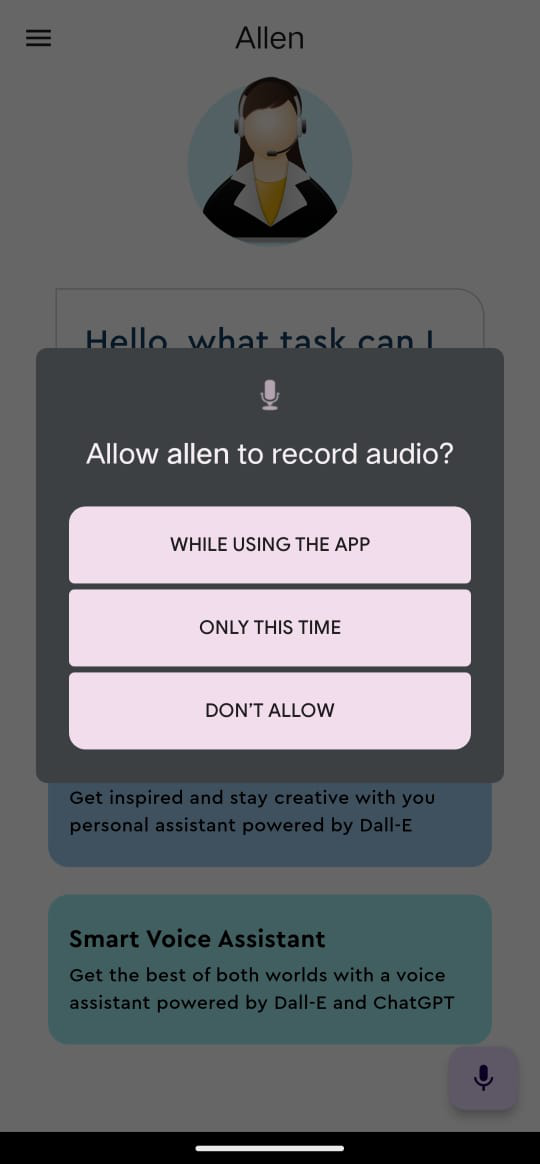 Allen
Hello, what task can I
Allow allen to record audio?
WHILE USING THE APP
ONLY THIS TIME
DON’T ALLOW
Get inspired and stay creative with you
personal assistant powered by Dall-E
Smart Voice Assistant
Get the best of both worlds with a voice
assistant powered by Dall-E and ChatGPT